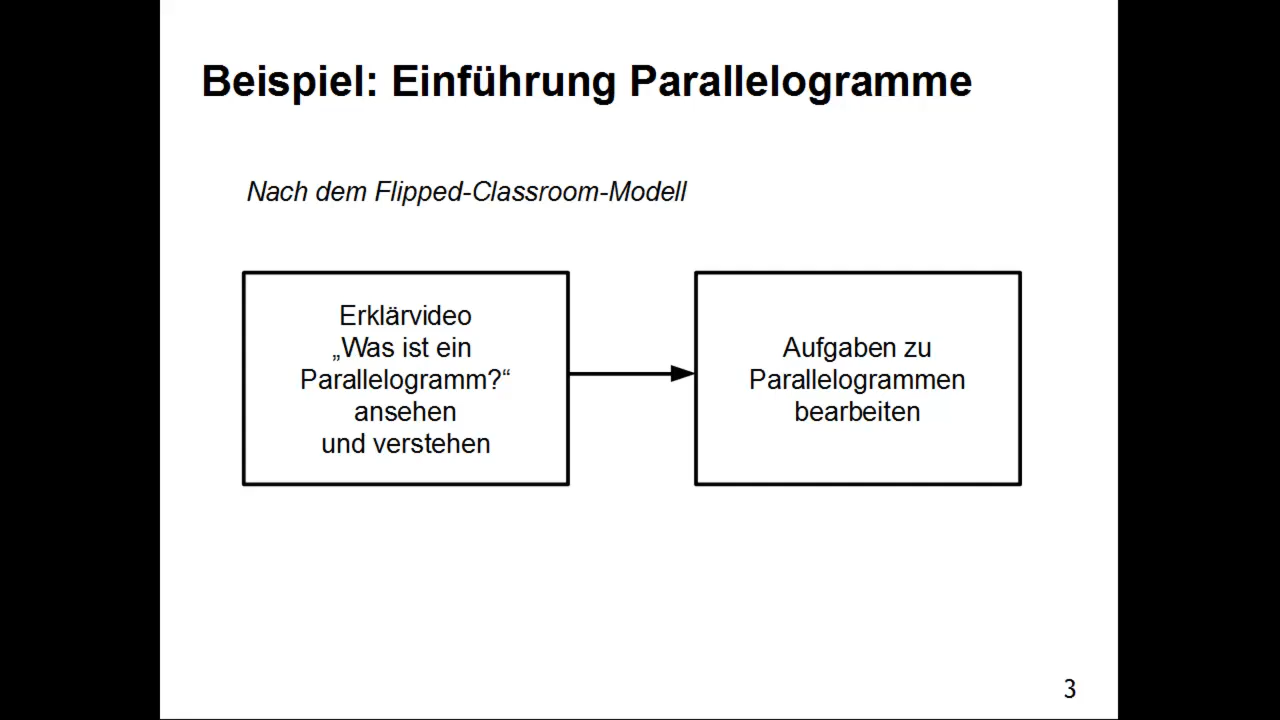 Beispiel: Einführung Parallelogramme
Nach dem Flipped-Classroom-Modell
Erklärvideo
„Was ist ein
Parallelogramm?“
ansehen
und verstehen
Aufgaben zu
Parallelogrammen
bearbeiten
3